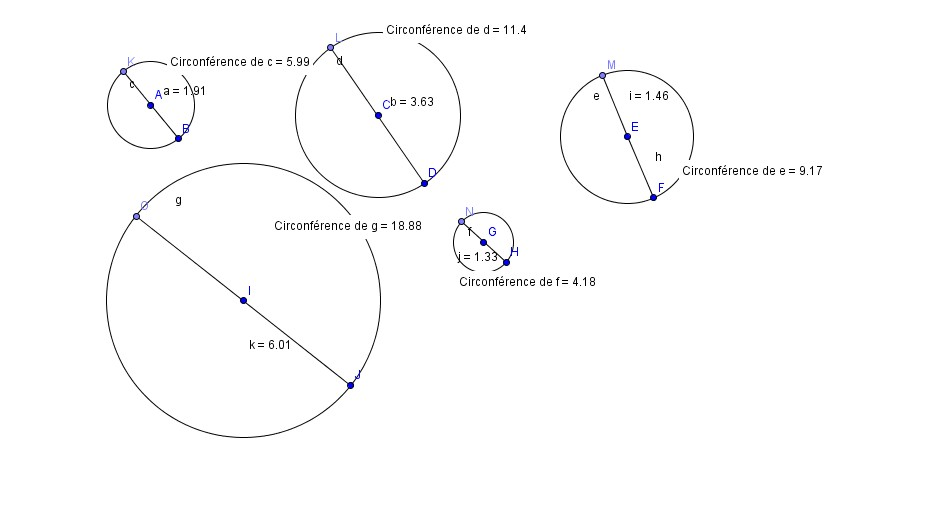 K
Circonférence de c = 5.99
c
A
a = 1.91
B
L
Circonférence de d = 11.4
d
C
b = 3.63
D
M
e
i = 1.46
E
h
F
Circonférence de e = 9.17
O
g
Circonférence de g = 18.88
I
k = 6.01
J
N
f
G
H
j = 1.33
Circonférence de f = 4.18